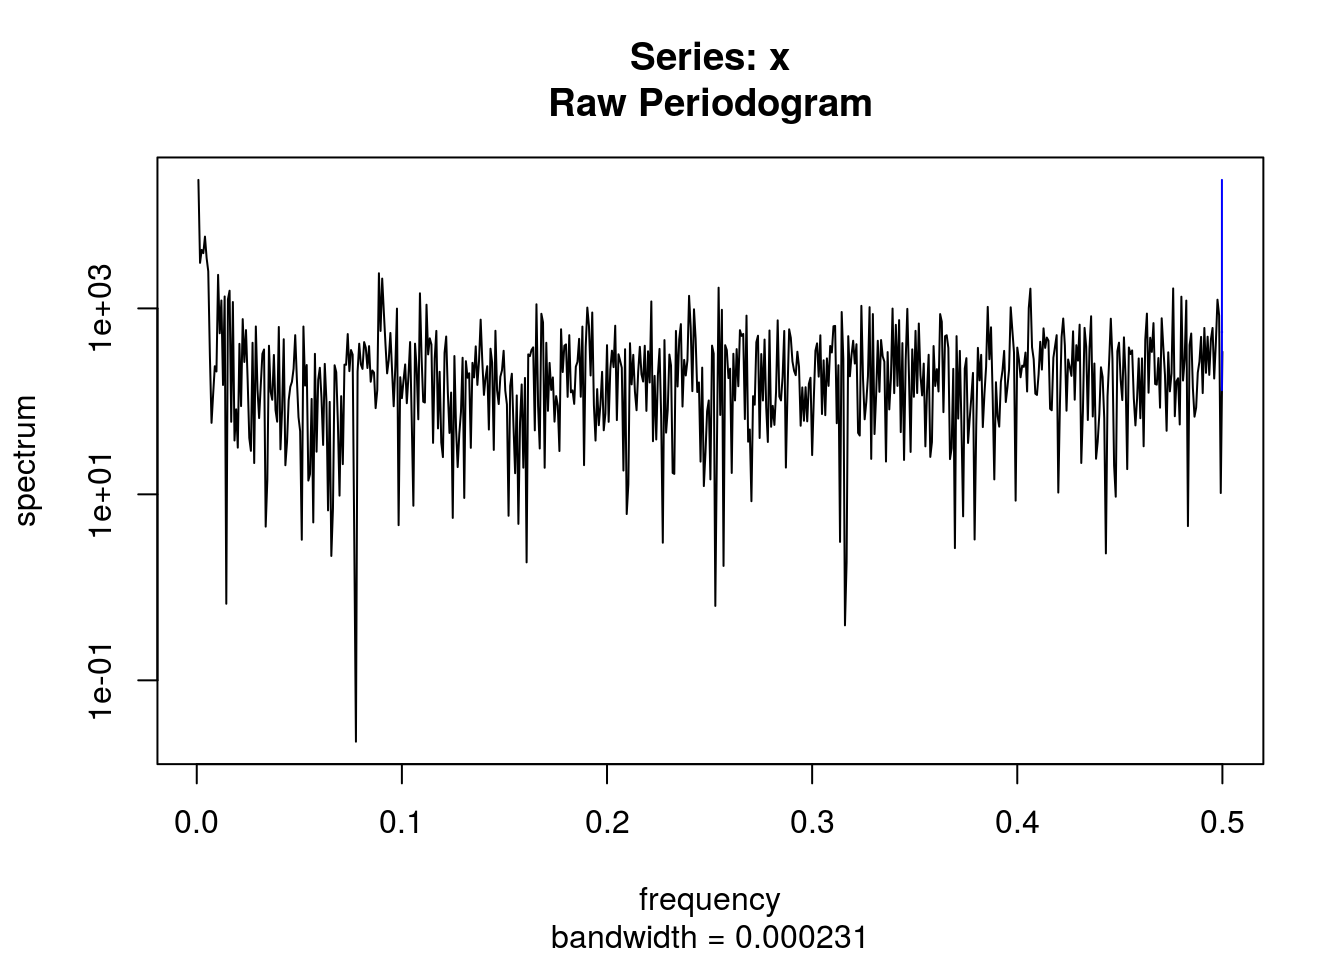 Series: x
Raw Periodogram
spectrum
1e+03
1e+01
1e-01
0.0 0.1 0.2 0.3 0.4 0.5
frequency
bandwidth = 0.000231